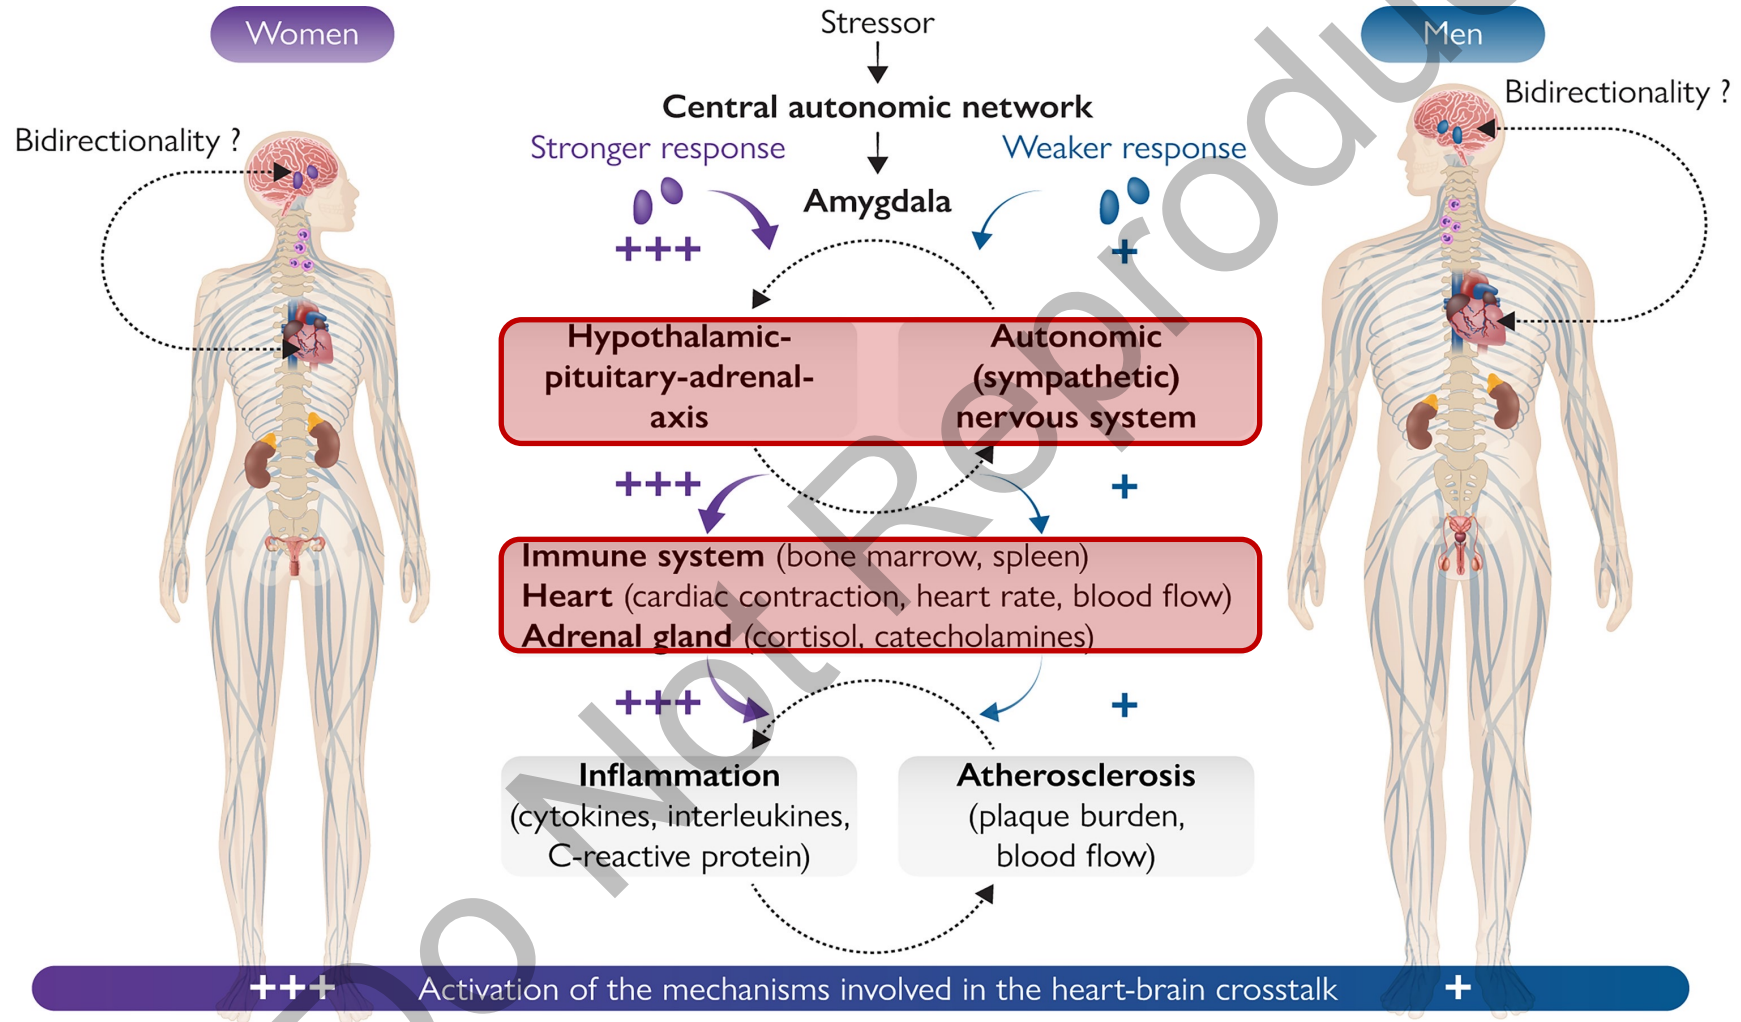 Women
Stressor
Men
Bidirectionality ?
Central autonomic network
Bidirectionality ?
Stronger response
Weaker response
Amygdala
+++
+
Hypothalamic-
pituitary-adrenal-
axis
Autonomic
(sympathetic)
nervous system
+++
+
Immune system (bone marrow, spleen)
Heart (cardiac contraction, heart rate, blood flow)
Adrenal gland (cortisol, catecholamines)
+++
+
Inflammation
(cytokines, interleukines,
C-reactive protein)
Atherosclerosis
(plaque burden,
blood flow)
+++ Activation of the mechanisms involved in the heart-brain crosstalk +
Do Not Reproduc